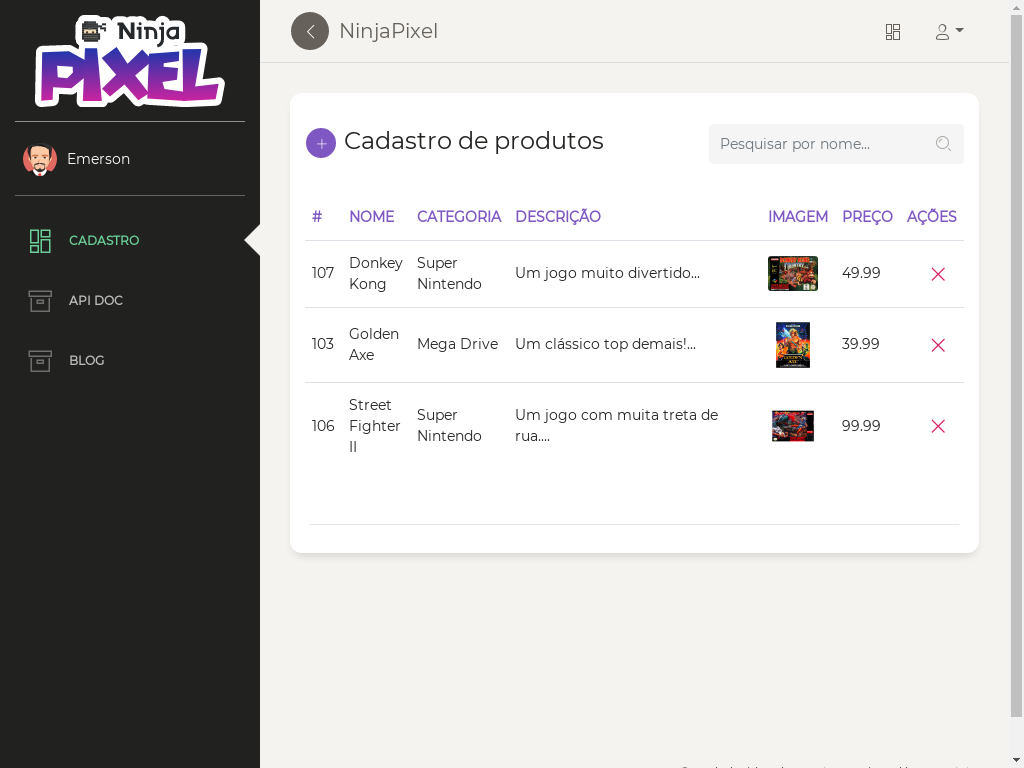 Ninja
PIXEL
Emerson
CADASTRO
API DOC
BLOG
NinjaPixel
Cadastro de produtos
Pesquisar por nome...
# NOME CATEGORIA DESCRIÇÃO IMAGEM PREÇO AÇÕES
107 Donkey Kong Super Nintendo Um jogo muito divertido... 49.99
103 Golden Axe Mega Drive Um clássico top demais!... 39.99
106 Street Fighter II Super Nintendo Um jogo com muita treta de rua.... 99.99